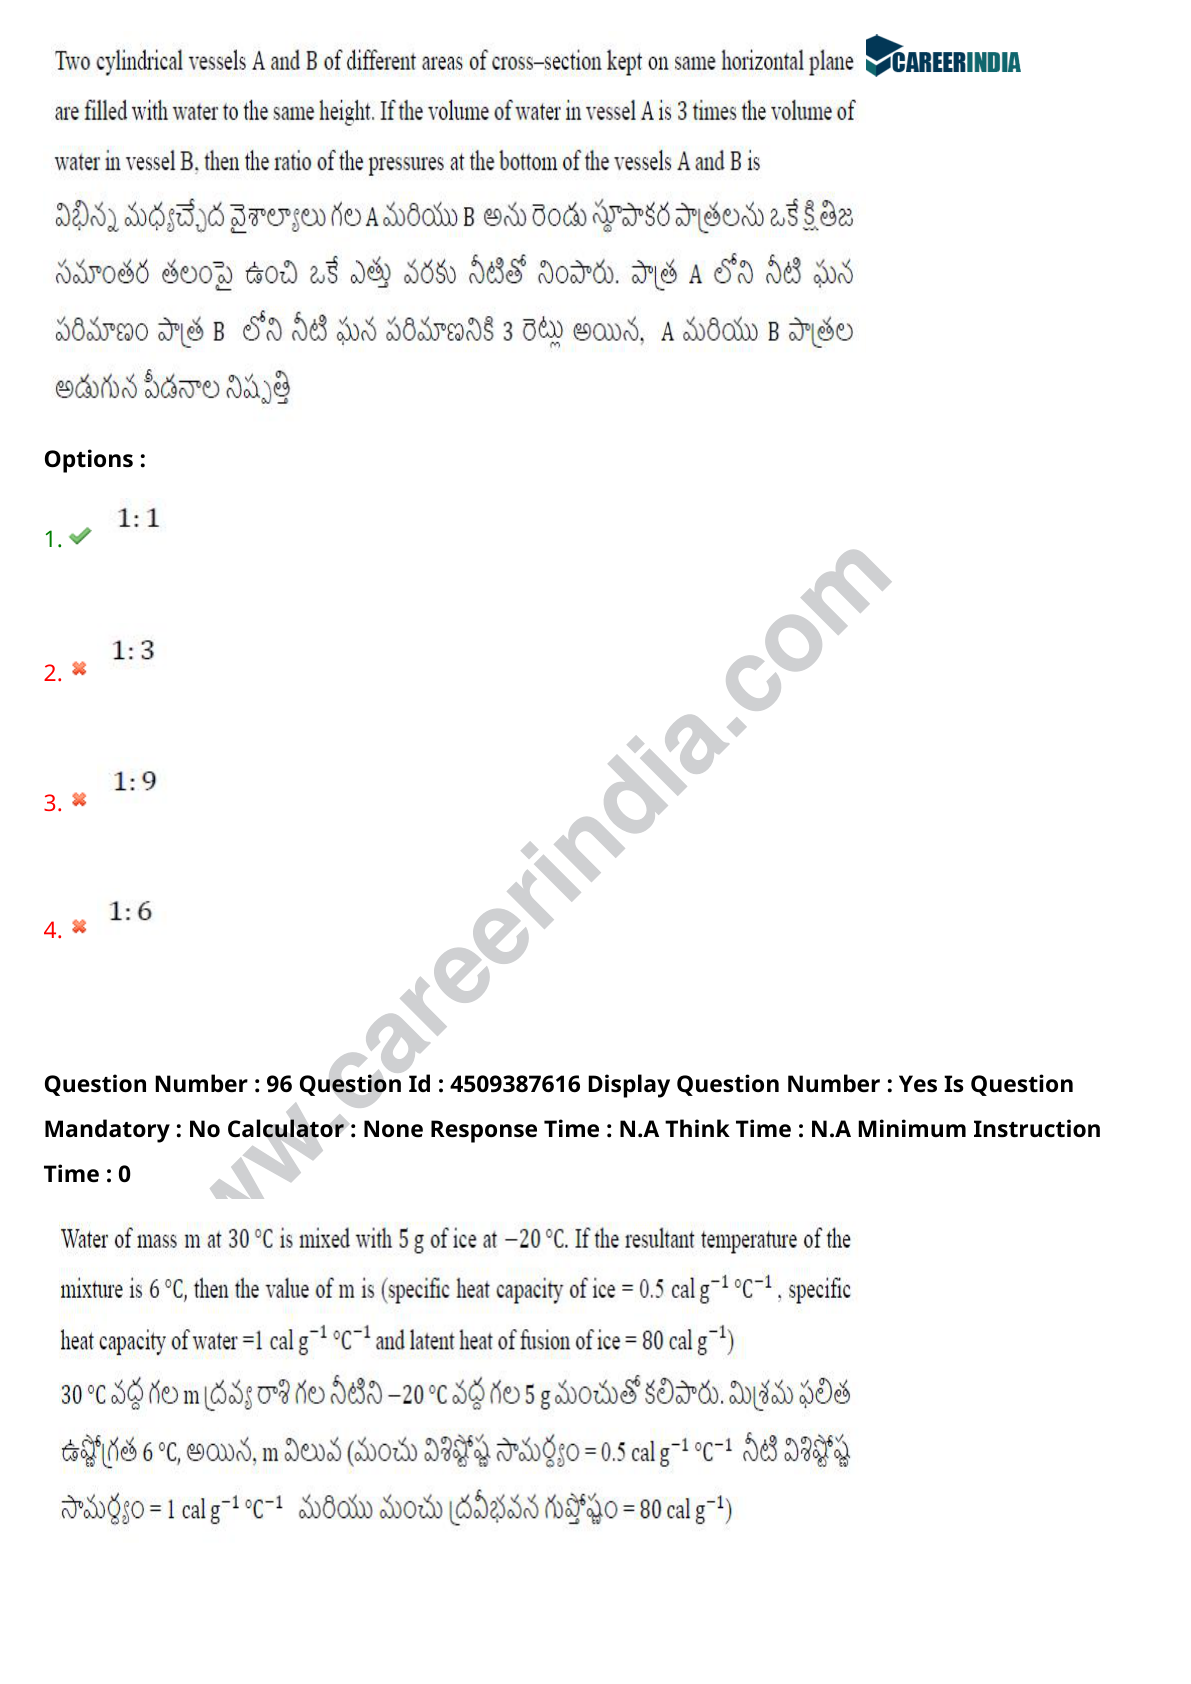 Two cylindrical vessels A and B of different areas of cross–section kept on same horizontal plane
CAREERINDIA
are filled with water to the same height. If the volume of water in vessel A is 3 times the volume of
water in vessel B, then the ratio of the pressures at the bottom of the vessels A and B is
విభిన్న మధ్యచ్ఛేద వైశాల్యాలు గల A మరియు B అను రెండు స్థూపాకర పాత్రలను ఒకే క్షితిజ
సమాంతర తలంపై ఉంచి ఒకే ఎత్తు వరకు నీటితో నింపారు. పాత్ర A లోని నీటి ఘన
పరిమాణం పాత్ర B లోని నీటి ఘన పరిమాణనికి 3 రెట్లు అయిన, A మరియు B పాత్రల
అడుగున పీడనాల నిష్పత్తి
Options :
1. 1: 1
2. 1: 3
3. 1: 9
4. 1: 6
www.careerindia.com
Question Number : 96 Question Id : 4509387616 Display Question Number : Yes Is Question
Mandatory : No Calculator : None Response Time : N.A Think Time : N.A Minimum Instruction
Time : 0
Water of mass m at 30 °C is mixed with 5 g of ice at −20 °C. If the resultant temperature of the
mixture is 6 °C, then the value of m is (specific heat capacity of ice = 0.5 cal g⁻¹ °C⁻¹ , specific
heat capacity of water =1 cal g⁻¹ °C⁻¹ and latent heat of fusion of ice = 80 cal g⁻¹)
30 °C వద్ద గల m ద్రవ్య రాశి గల నీటిని −20 °C వద్ద గల 5 g మంచుతో కలిపారు. మిశ్రమ ఫలిత
ఉష్ణోగ్రత 6 °C, అయిన, m విలువ (మంచు విశిష్టోష్ణ సామర్ద్యం = 0.5 cal g⁻¹ °C⁻¹ నీటి విశిష్టోష్ణ
సామర్ద్యం = 1 cal g⁻¹ °C⁻¹ మరియు మంచు ద్రవీభవన గుప్తోష్ణం = 80 cal g⁻¹)